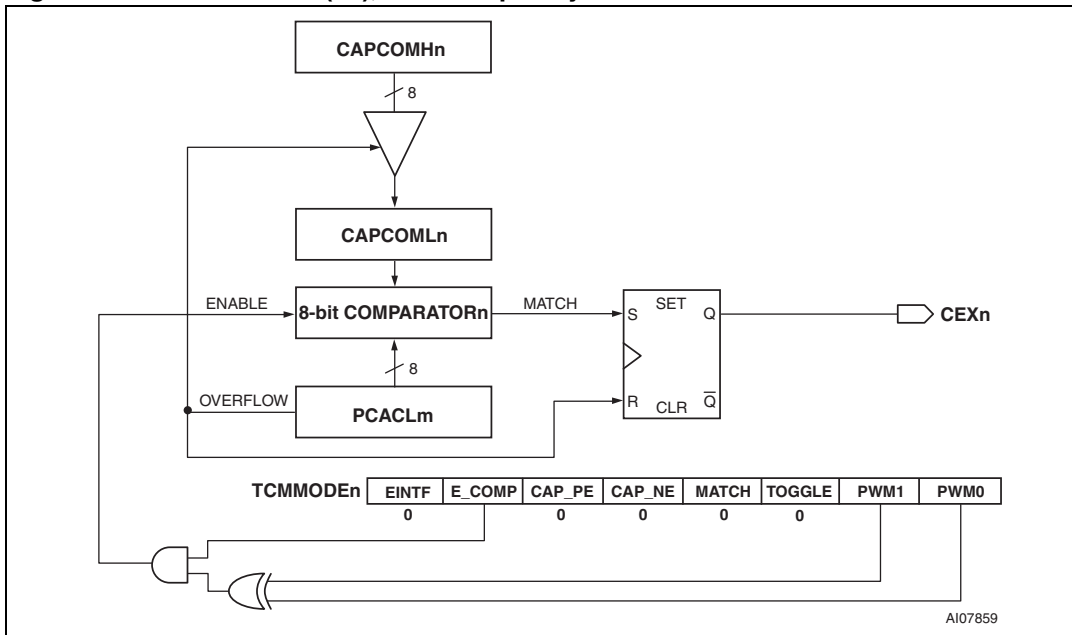 CAPCOMHn
8
CAPCOMLn
ENABLE
8-bit COMPARATORn
MATCH
S SET Q
CEXn
8
OVERFLOW
PCACLm
R CLR Q̅
TCMMODEn EINTF E_COMP CAP_PE CAP_NE MATCH TOGGLE PWM1 PWM0
0 0 0 0 0
AI07859